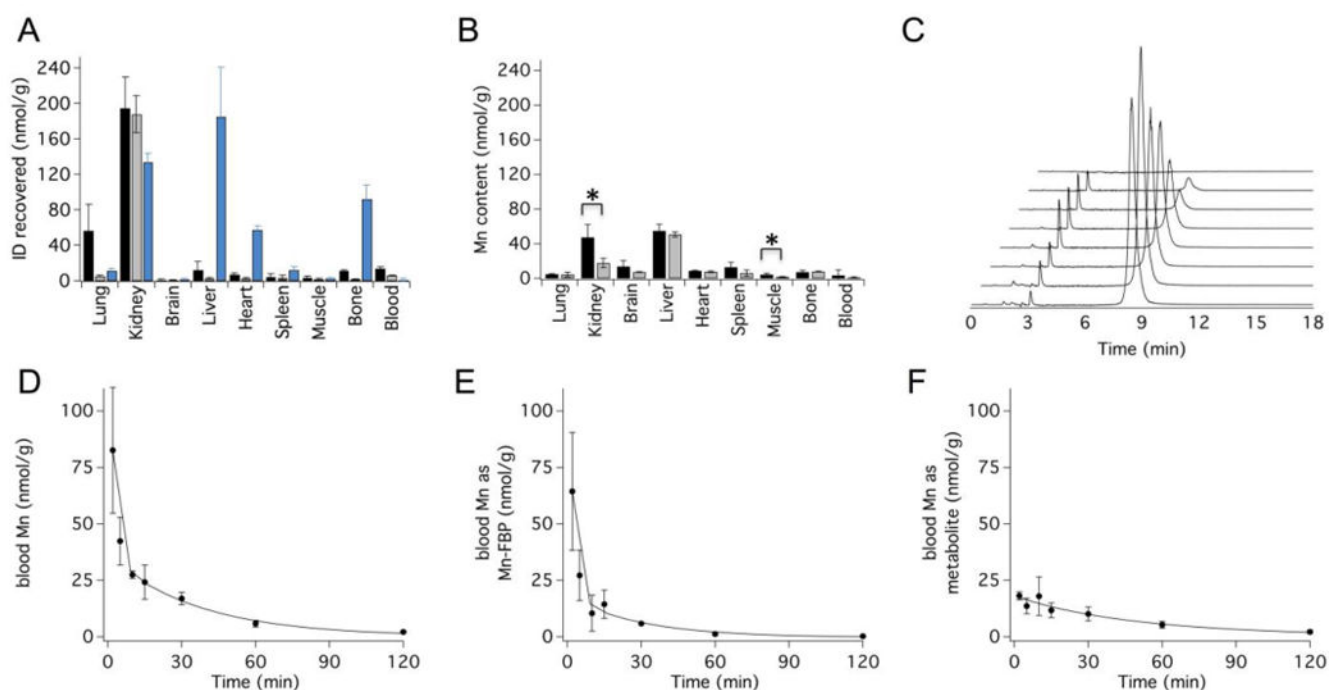 A
ID recovered (nmol/g)
240
200
160
120
80
40
0
Lung
Kidney
Brain
Liver
Heart
Spleen
Muscle
Bone
Blood
B
Mn content (nmol/g)
240
200
160
120
80
40
0
*
*
Lung
Kidney
Brain
Liver
Heart
Spleen
Muscle
Bone
Blood
C
0 3 6 9 12 15 18
Time (min)
D
blood Mn (nmol/g)
100
75
50
25
0
0 30 60 90 120
Time (min)
E
blood Mn as
Mn-FBP (nmol/g)
100
75
50
25
0
0 30 60 90 120
Time (min)
F
blood Mn as
metabolite (nmol/g)
100
75
50
25
0
0 30 60 90 120
Time (min)